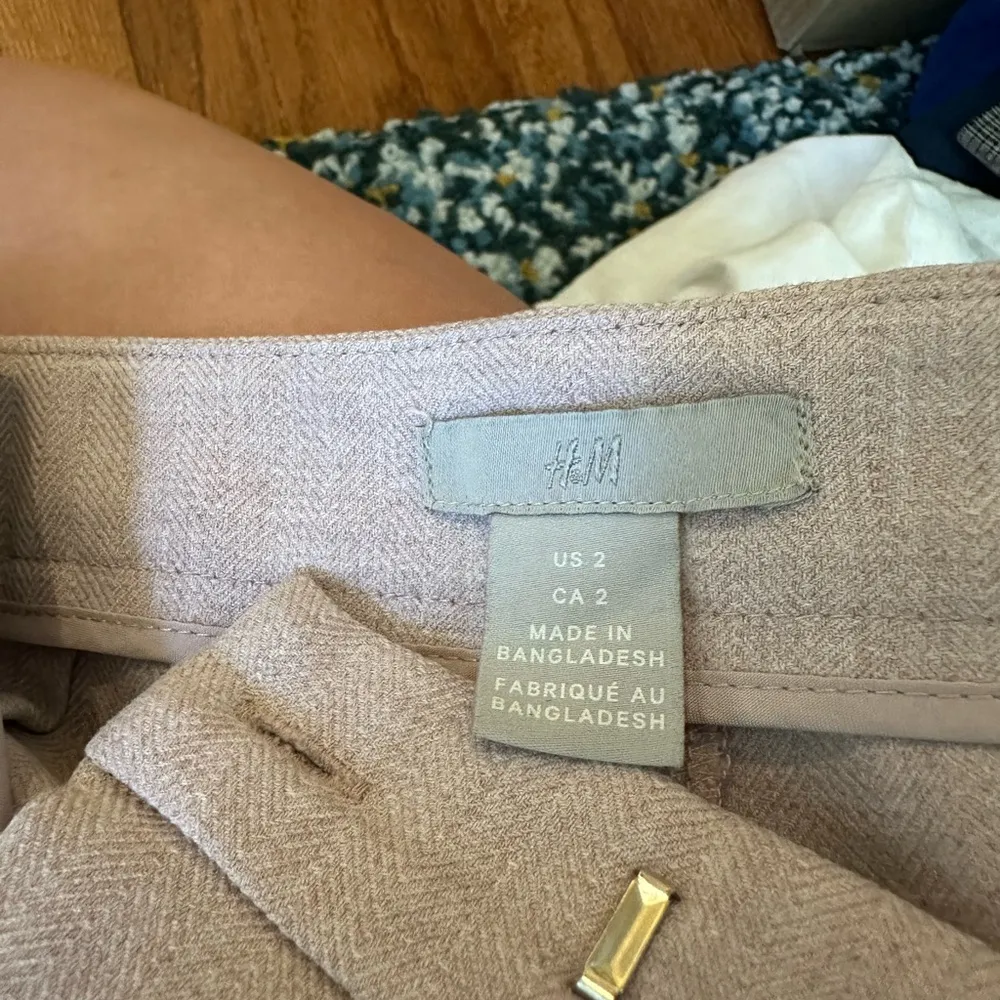 H&M
US 2
CA 2
MADE IN
BANGLADESH
FABRIQUÉ AU
BANGLADESH